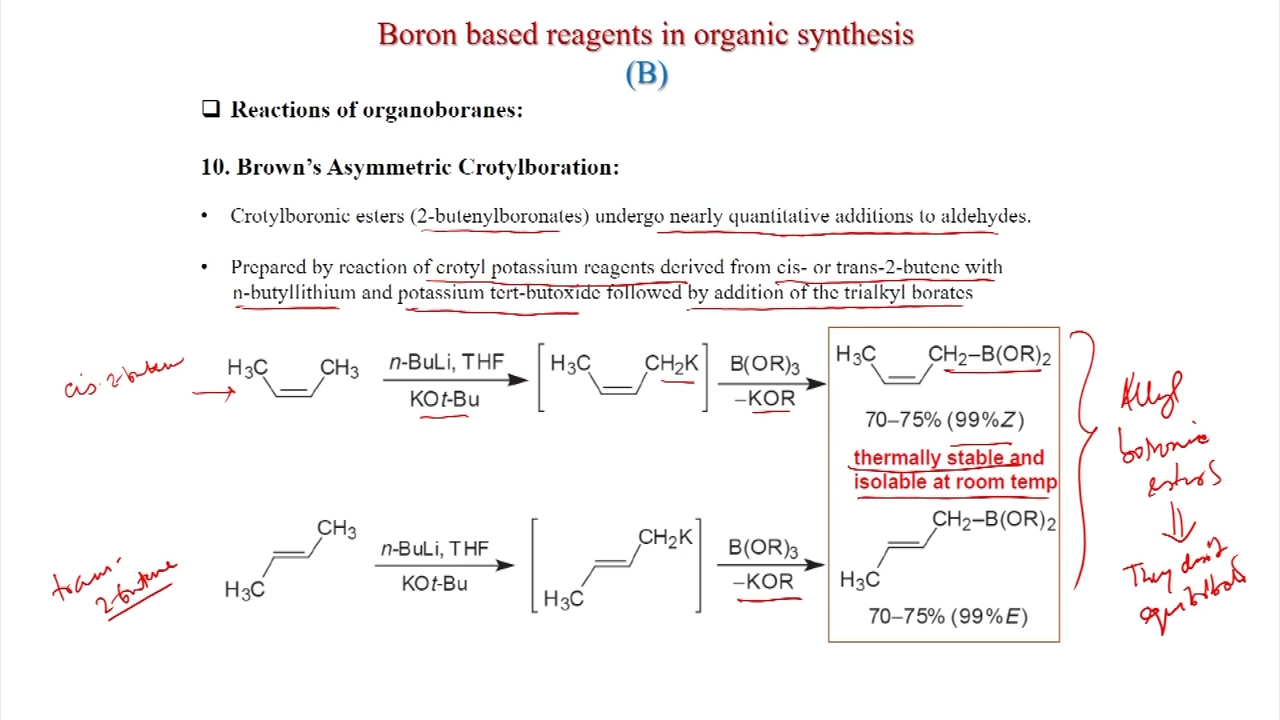 Boron based reagents in organic synthesis
(B)
❑ Reactions of organoboranes:
10. Brown's Asymmetric Crotylboration:
• Crotylboronic esters (2-butenylboronates) undergo nearly quantitative additions to aldehydes.
• Prepared by reaction of crotyl potassium reagents derived from cis- or trans-2-butene with
n-butyllithium and potassium tert-butoxide followed by addition of the trialkyl borates
cis-2-butene
H₃C CH₃
n-BuLi, THF
KOt-Bu
[H₃C CH₂K]
B(OR)₃
–KOR
H₃C CH₂–B(OR)₂
70–75% (99%Z)
thermally stable and
isolable at room temp
Allyl
boronic
esters
They don't
trans-
2-butene
CH₃
H₃C
n-BuLi, THF
KOt-Bu
[CH₂K
H₃C]
B(OR)₃
–KOR
CH₂–B(OR)₂
H₃C
70–75% (99%E)